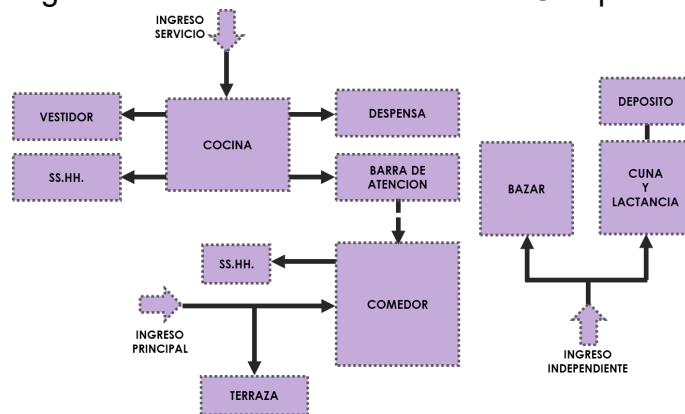 INGRESO
SERVICIO
VESTIDOR
COCINA
DESPENSA
SS.HH.
BARRA DE
ATENCION
SS.HH.
COMEDOR
INGRESO
PRINCIPAL
TERRAZA
DEPOSITO
BAZAR
CUNA
Y
LACTANCIA
INGRESO
INDEPENDIENTE